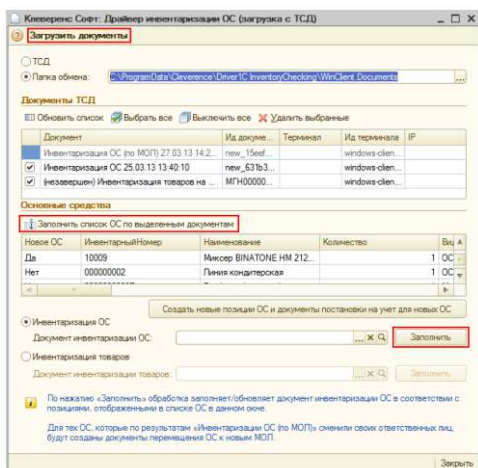 Клеверенс Софт: Драйвер инвентаризации ОС (загрузка с ТСД)
Загрузить документы
ТСД
Папка обмена: C:\ProgramData\Cleverence\Driver1C InventoryChecking\WinClient.Documents ...
Документы ТСД
Обновить список Выбрать все Выключить все Удалить выбранные
Документ Ид докуме... Терминал Ид терминала IP
Инвентаризация ОС (по МОЛ) 27.03.13 14:2... new_15eef... windows-clien...
Инвентаризация ОС 25.03.13 13:40:10 new_631b3... windows-clien...
(незавершен) Инвентаризация товаров на ... МГН00000... windows-clien...
Основные средства
Заполнить список ОС по выделенным документам
Новое ОС ИнвентарныйНомер Наименование Количество Ви
Да 10009 Миксер BINATONE HM 212... 1 ОС
Нет 000000002 Линия кондитерская 1 ОС
Создать новые позиции ОС и документы постановки на учет для новых ОС
Инвентаризация ОС
Документ инвентаризации ОС: ... Заполнить
Инвентаризация товаров
Документ инвентаризации товаров: ... Заполнить
По нажатию «Заполнить» обработка заполняет/обновляет документ инвентаризации ОС в соответствии с
позициями, отображенными в списке ОС в данном окне.
Для тех ОС, которые по результатам «Инвентаризация ОС (по МОЛ)» сменили своих ответственных лиц,
будут созданы документы перемещения ОС к новым МОЛ.
Закрыть